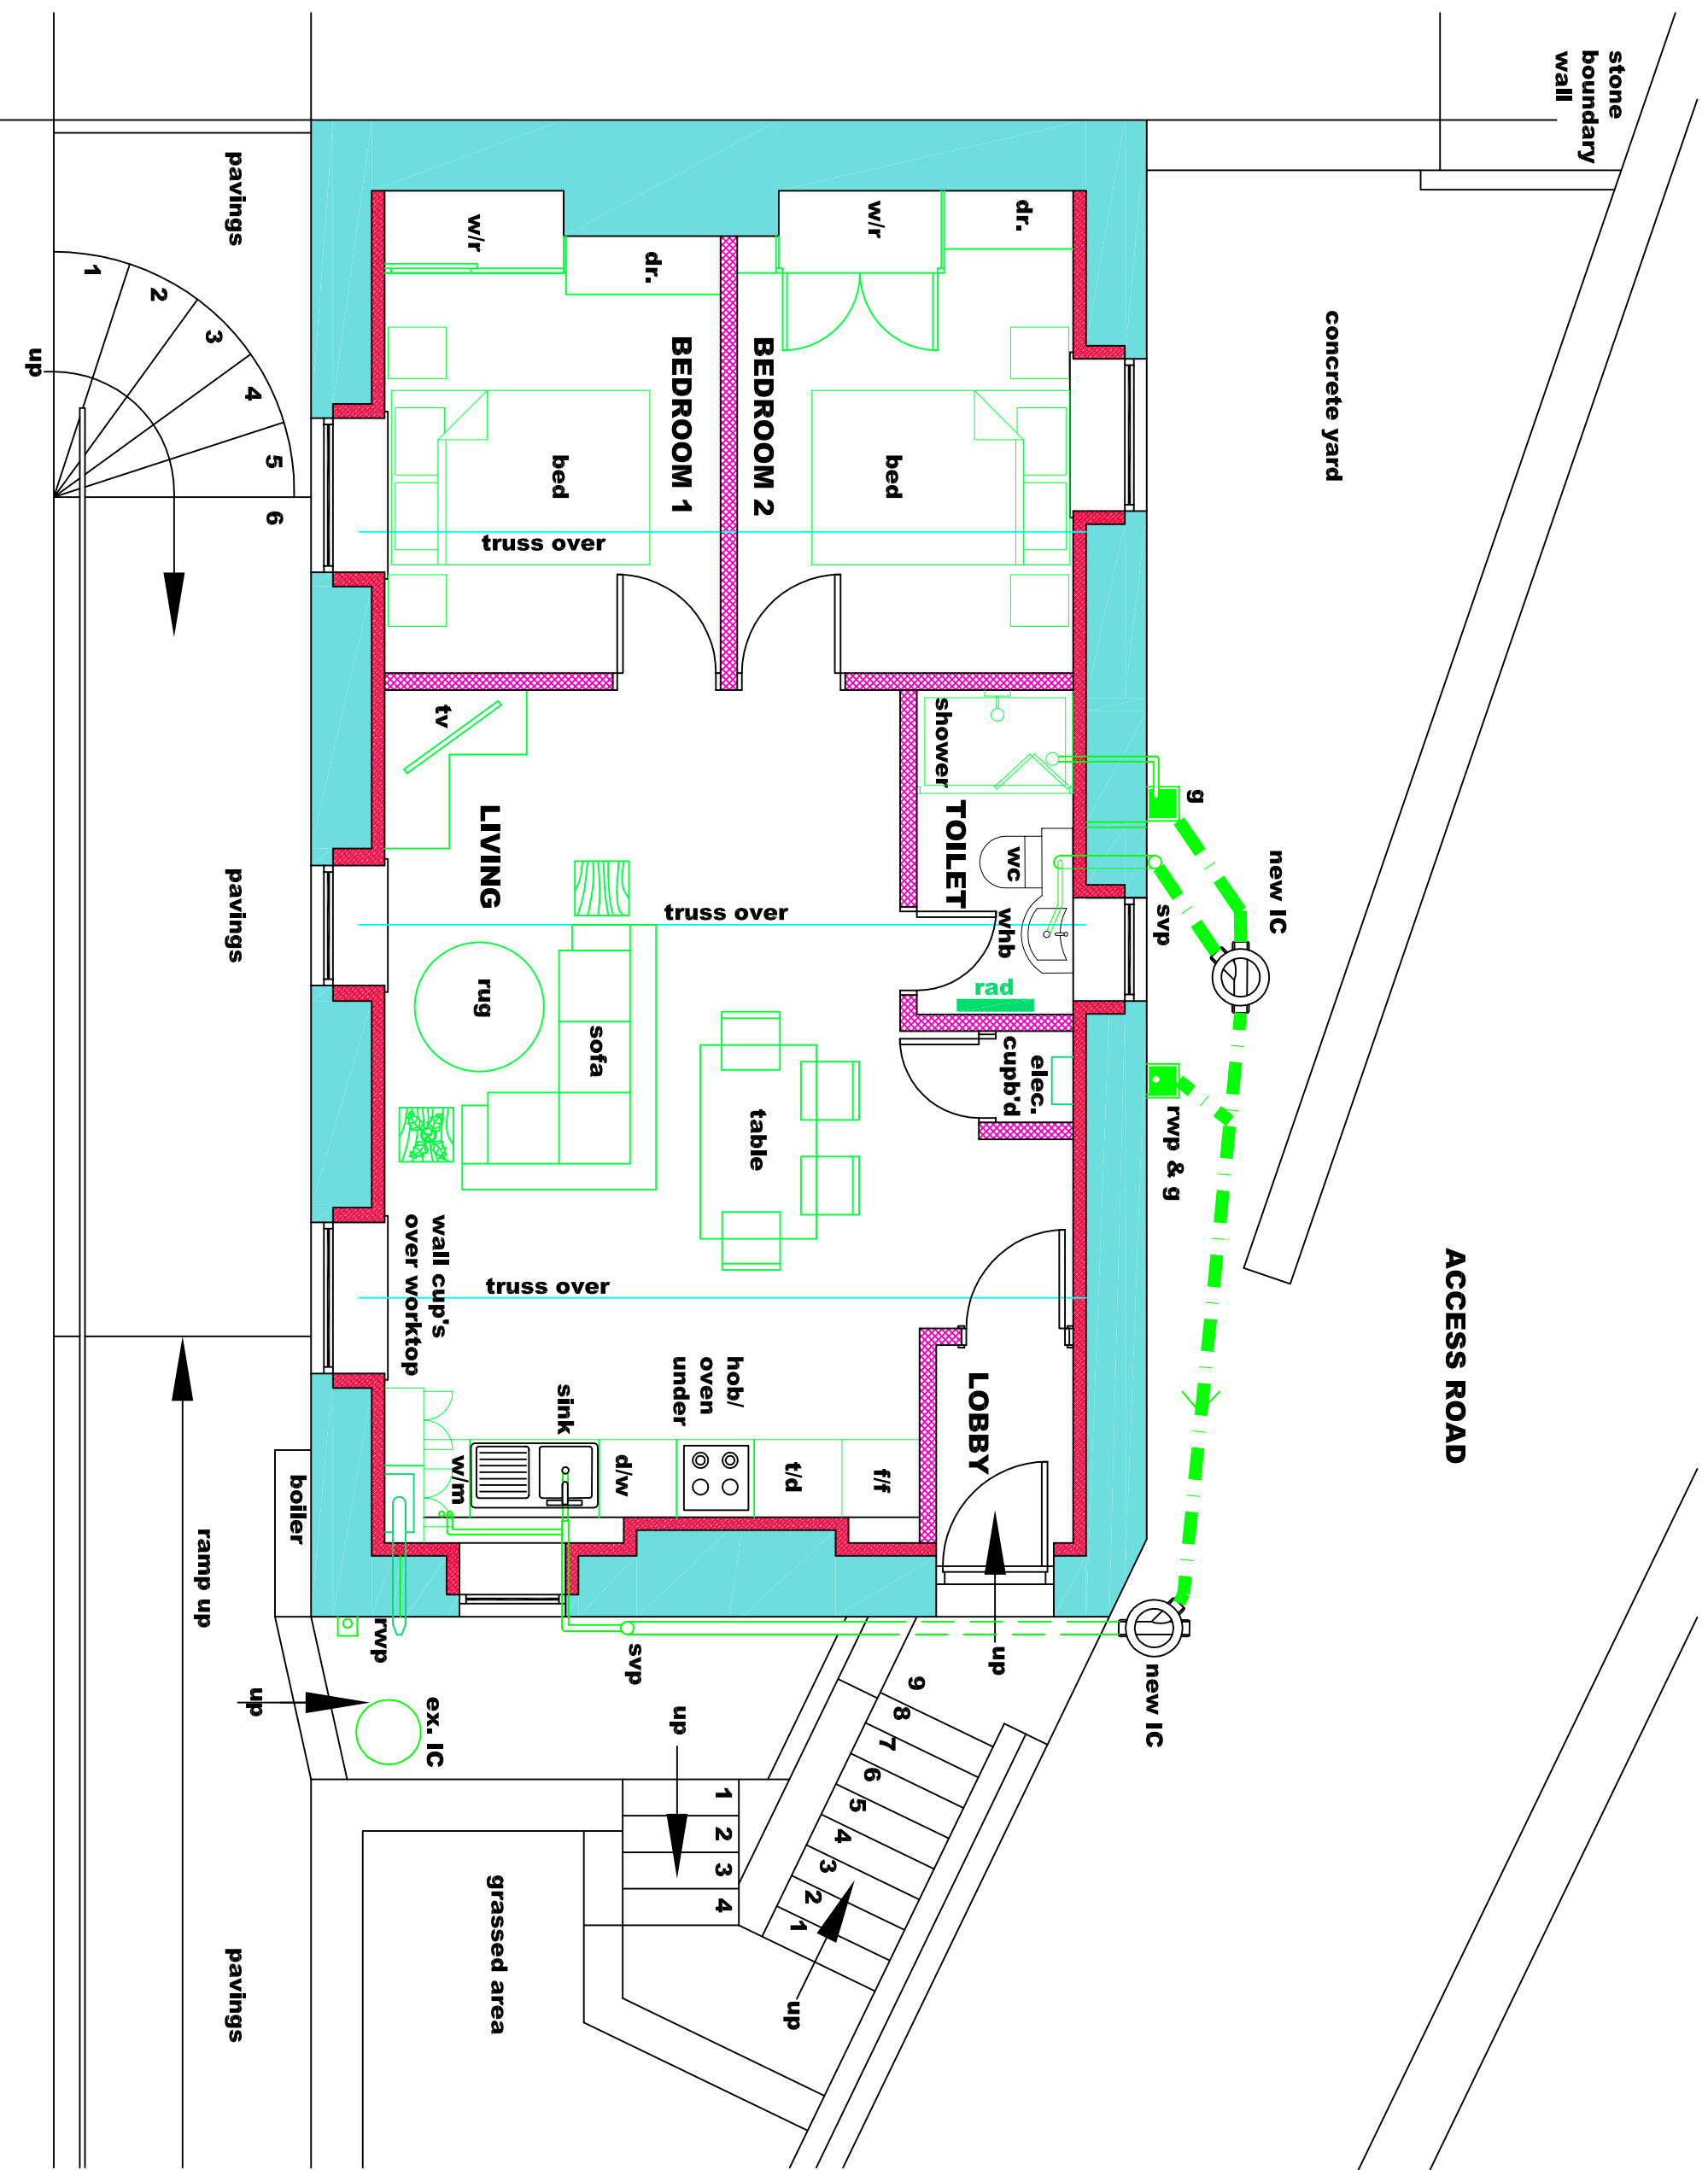 stone
boundary
wall
concrete yard
ACCESS ROAD
pavings
1
2
3
4
5
6
up
pavings
ramp up
pavings
w/r
dr.
w/r
dr.
BEDROOM 1
BEDROOM 2
bed
bed
truss over
tv
LIVING
shower
TOILET
wc
whb
rad
g
svp
new IC
truss over
rug
sofa
table
elec.
cupb'd
rwp & g
wall cup's
over worktop
truss over
sink
hob/
oven
under
LOBBY
w/m
d/w
t/d
f/f
boiler
rwp
svp
up
new IC
up
ex. IC
up
1
2
3
4
9
8
7
6
5
4
3
2
1
up
grassed area